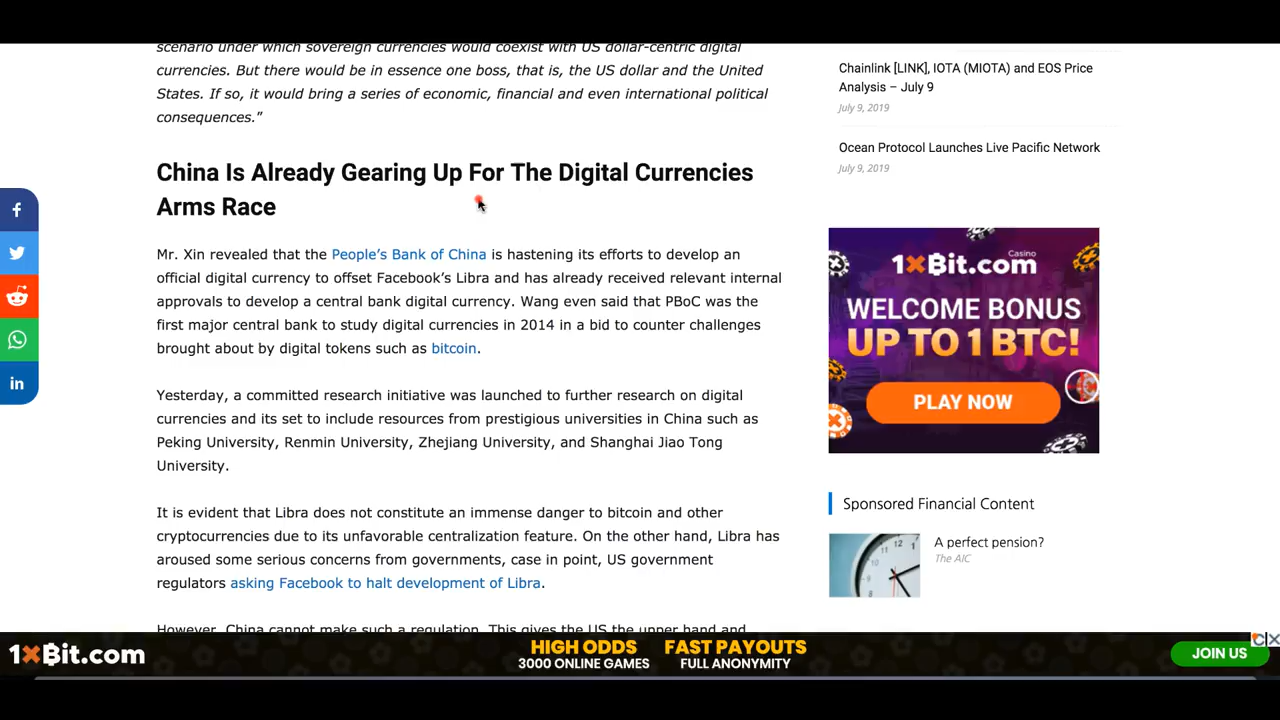 scenario under which sovereign currencies would coexist with US dollar-centric digital
currencies. But there would be in essence one boss, that is, the US dollar and the United
States. If so, it would bring a series of economic, financial and even international political
consequences.”
China Is Already Gearing Up For The Digital Currencies
Arms Race
Mr. Xin revealed that the People’s Bank of China is hastening its efforts to develop an
official digital currency to offset Facebook’s Libra and has already received relevant internal
approvals to develop a central bank digital currency. Wang even said that PBoC was the
first major central bank to study digital currencies in 2014 in a bid to counter challenges
brought about by digital tokens such as bitcoin.
Yesterday, a committed research initiative was launched to further research on digital
currencies and its set to include resources from prestigious universities in China such as
Peking University, Renmin University, Zhejiang University, and Shanghai Jiao Tong
University.
It is evident that Libra does not constitute an immense danger to bitcoin and other
cryptocurrencies due to its unfavorable centralization feature. On the other hand, Libra has
aroused some serious concerns from governments, case in point, US government
regulators asking Facebook to halt development of Libra.
However, China cannot make such a regulation. This gives the US the upper hand and
Chainlink [LINK], IOTA (MIOTA) and EOS Price
Analysis – July 9
July 9, 2019
Ocean Protocol Launches Live Pacific Network
July 9, 2019
1xBit.com Casino
WELCOME BONUS
UP TO 1 BTC!
PLAY NOW
Sponsored Financial Content
A perfect pension?
The AIC
1xBit.com
HIGH ODDS
3000 ONLINE GAMES
FAST PAYOUTS
FULL ANONYMITY
JOIN US